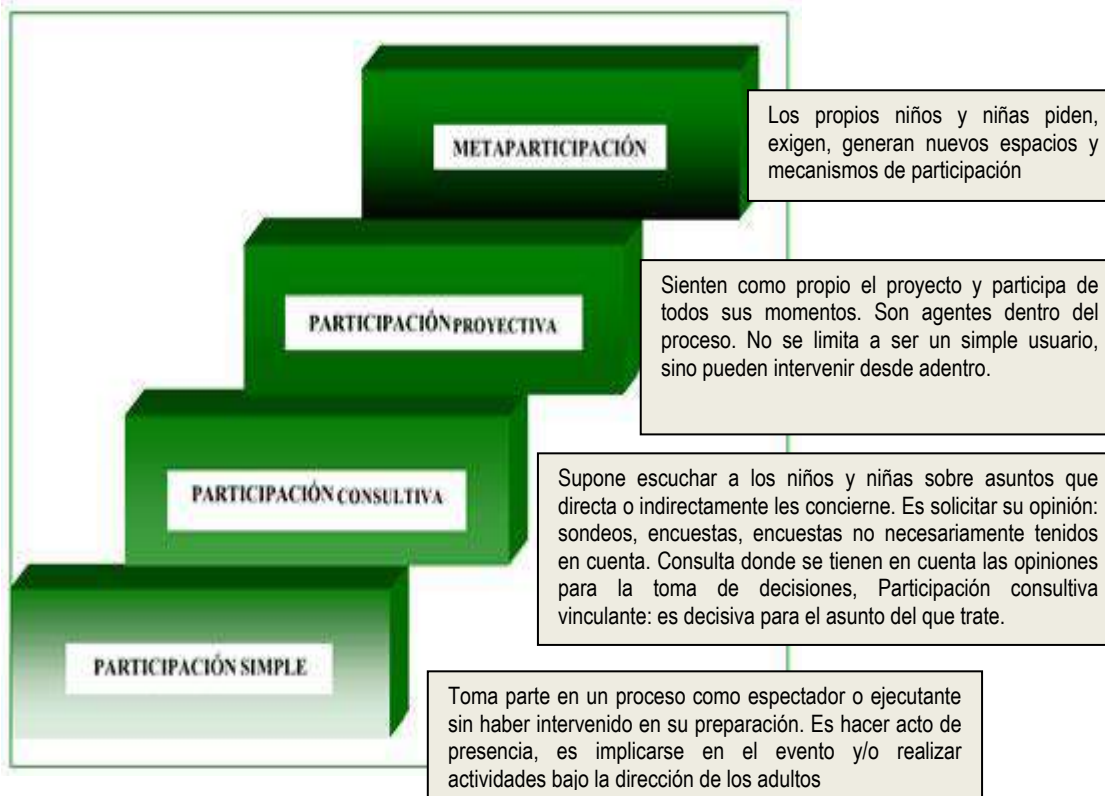 METAPARTICIPACIÓN
Los propios niños y niñas piden,
exigen, generan nuevos espacios y
mecanismos de participación
PARTICIPACIÓN PROYECTIVA
Sienten como propio el proyecto y participa de
todos sus momentos. Son agentes dentro del
proceso. No se limita a ser un simple usuario,
sino pueden intervenir desde adentro.
PARTICIPACIÓN CONSULTIVA
Supone escuchar a los niños y niñas sobre asuntos que
directa o indirectamente les concierne. Es solicitar su opinión:
sondeos, encuestas, encuestas no necesariamente tenidos
en cuenta. Consulta donde se tienen en cuenta las opiniones
para la toma de decisiones, Participación consultiva
vinculante: es decisiva para el asunto del que trate.
PARTICIPACIÓN SIMPLE
Toma parte en un proceso como espectador o ejecutante
sin haber intervenido en su preparación. Es hacer acto de
presencia, es implicarse en el evento y/o realizar
actividades bajo la dirección de los adultos